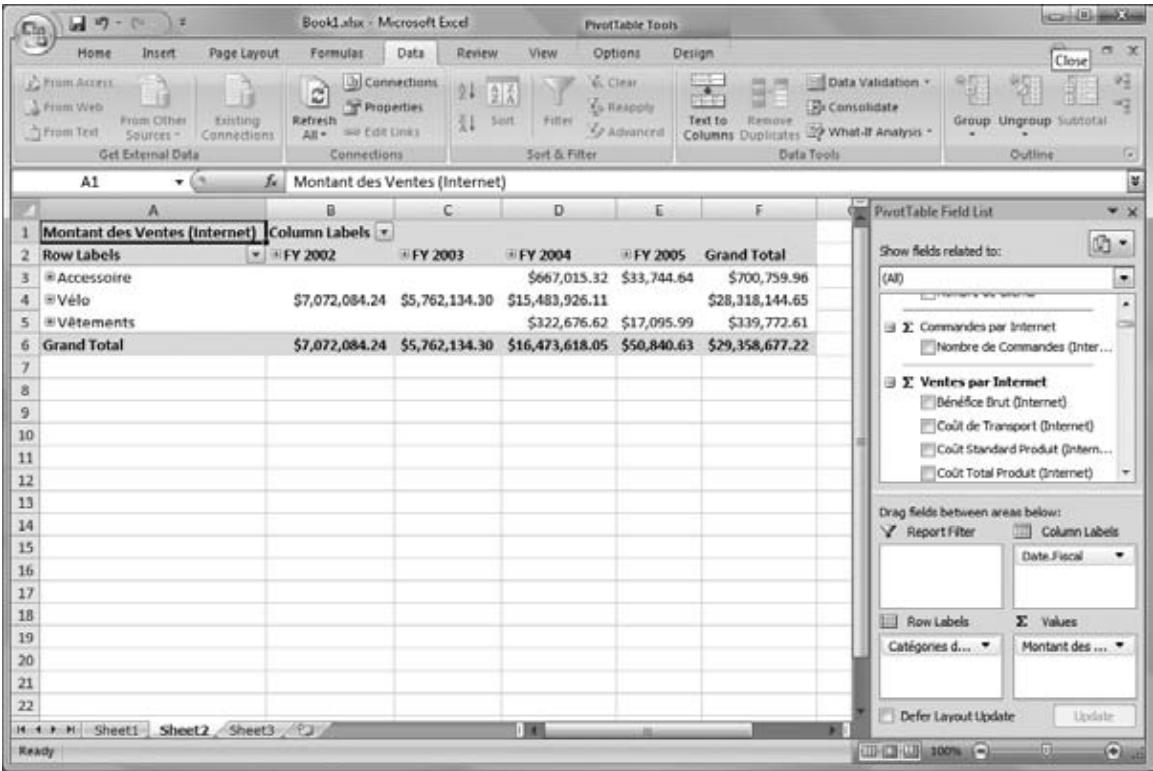 Book1.xlsx - Microsoft Excel PivotTable Tools
Home Insert Page Layout Formulas Data Review View Options Design
Close
From Access
From Web
From Text
From Other Sources
Existing Connections
Get External Data
Refresh All
Connections
Properties
Edit Links
Connections
Sort
Filter
Clear
Reapply
Advanced
Sort & Filter
Text to Columns
Remove Duplicates
Data Validation
Consolidate
What-If Analysis
Data Tools
Group Ungroup Subtotal
Outline
A1 fx Montant des Ventes (Internet)
A B C D E F
1 Montant des Ventes (Internet) Column Labels
2 Row Labels FY 2002 FY 2003 FY 2004 FY 2005 Grand Total
3 Accessoire $667,015.32 $33,744.64 $700,759.96
4 Vélo $7,072,084.24 $5,762,134.30 $15,483,926.11 $28,318,144.65
5 Vêtements $322,676.62 $17,095.99 $339,772.61
6 Grand Total $7,072,084.24 $5,762,134.30 $16,473,618.05 $50,840.63 $29,358,677.22
7
8
9
10
11
12
13
14
15
16
17
18
19
20
21
22
PivotTable Field List
Show fields related to:
(All)
Σ Commandes par Internet
Nombre de Commandes (Inter...
Σ Ventes par Internet
Bénéfice Brut (Internet)
Coût de Transport (Internet)
Coût Standard Produit (Intern...
Coût Total Produit (Internet)
Drag fields between areas below:
Report Filter Column Labels
Date.Fiscal
Row Labels Σ Values
Catégories d... Montant des ...
Defer Layout Update Update
Sheet1 Sheet2 Sheet3
Ready 100%